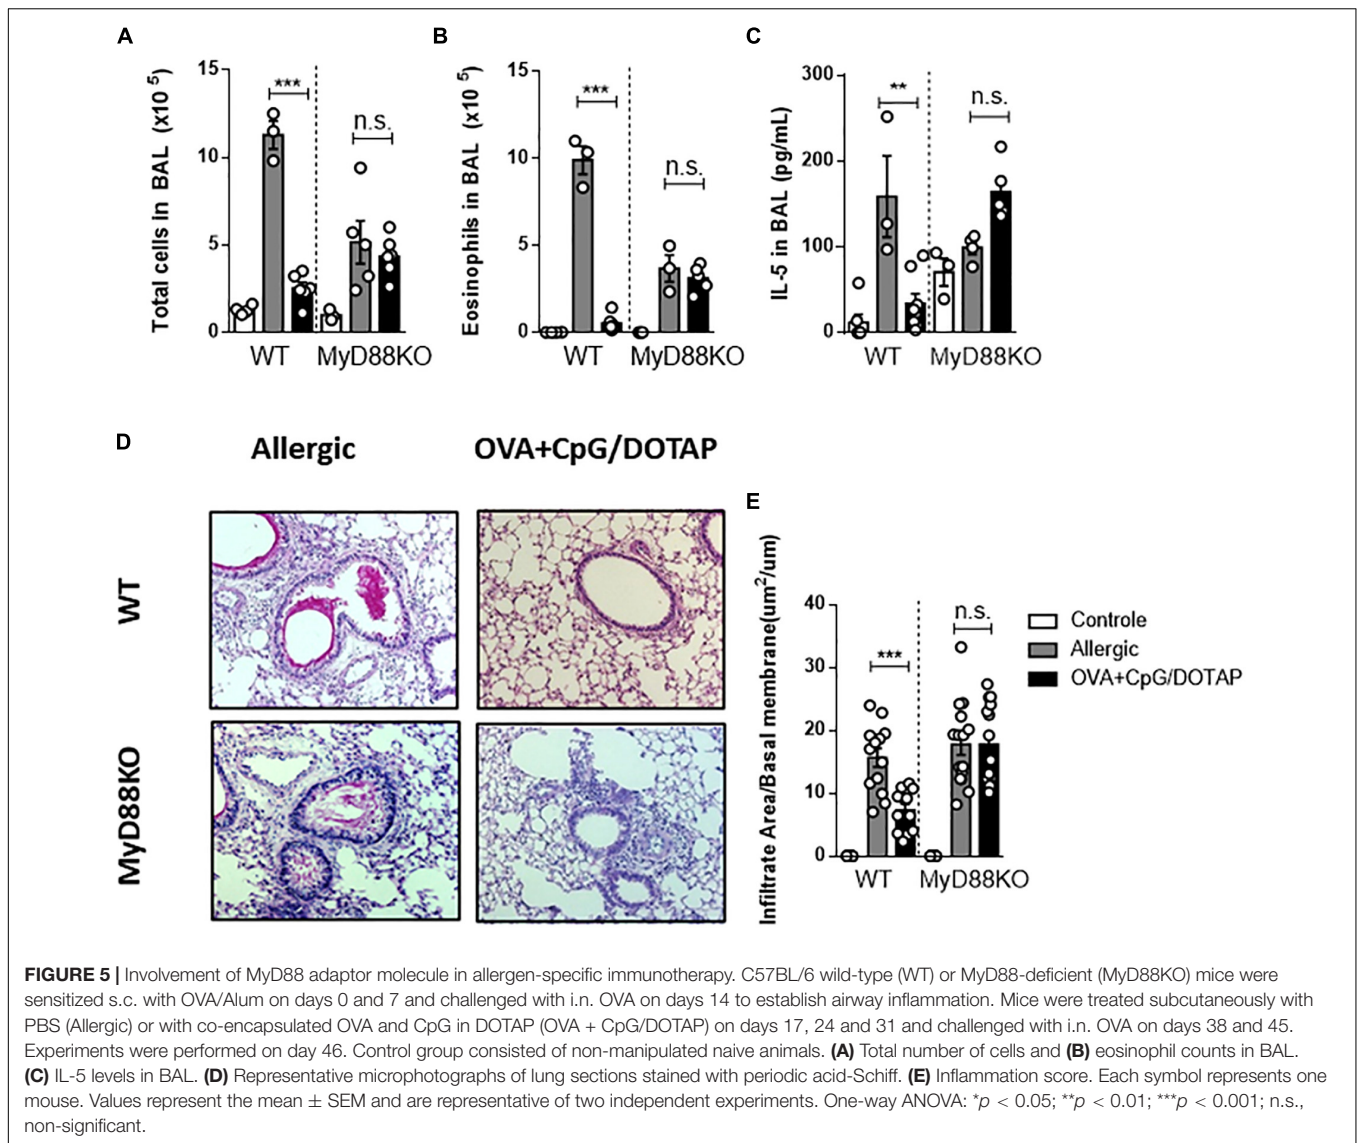 A
Total cells in BAL (x10 5)
15
10
5
0
***
n.s.
WT MyD88KO
B
Eosinophils in BAL (x10 5)
15
10
5
0
***
n.s.
WT MyD88KO
C
IL-5 in BAL (pg/mL)
300
200
100
0
**
n.s.
WT MyD88KO
D
Allergic OVA+CpG/DOTAP
WT
MyD88KO
E
Infiltrate Area/Basal membrane(um2/um)
40
30
20
10
0
***
n.s.
WT MyD88KO
Controle
Allergic
OVA+CpG/DOTAP
FIGURE 5 | Involvement of MyD88 adaptor molecule in allergen-specific immunotherapy. C57BL/6 wild-type (WT) or MyD88-deficient (MyD88KO) mice were
sensitized s.c. with OVA/Alum on days 0 and 7 and challenged with i.n. OVA on days 14 to establish airway inflammation. Mice were treated subcutaneously with
PBS (Allergic) or with co-encapsulated OVA and CpG in DOTAP (OVA + CpG/DOTAP) on days 17, 24 and 31 and challenged with i.n. OVA on days 38 and 45.
Experiments were performed on day 46. Control group consisted of non-manipulated naive animals. (A) Total number of cells and (B) eosinophil counts in BAL.
(C) IL-5 levels in BAL. (D) Representative microphotographs of lung sections stained with periodic acid-Schiff. (E) Inflammation score. Each symbol represents one
mouse. Values represent the mean ± SEM and are representative of two independent experiments. One-way ANOVA: *p < 0.05; **p < 0.01; ***p < 0.001; n.s.,
non-significant.